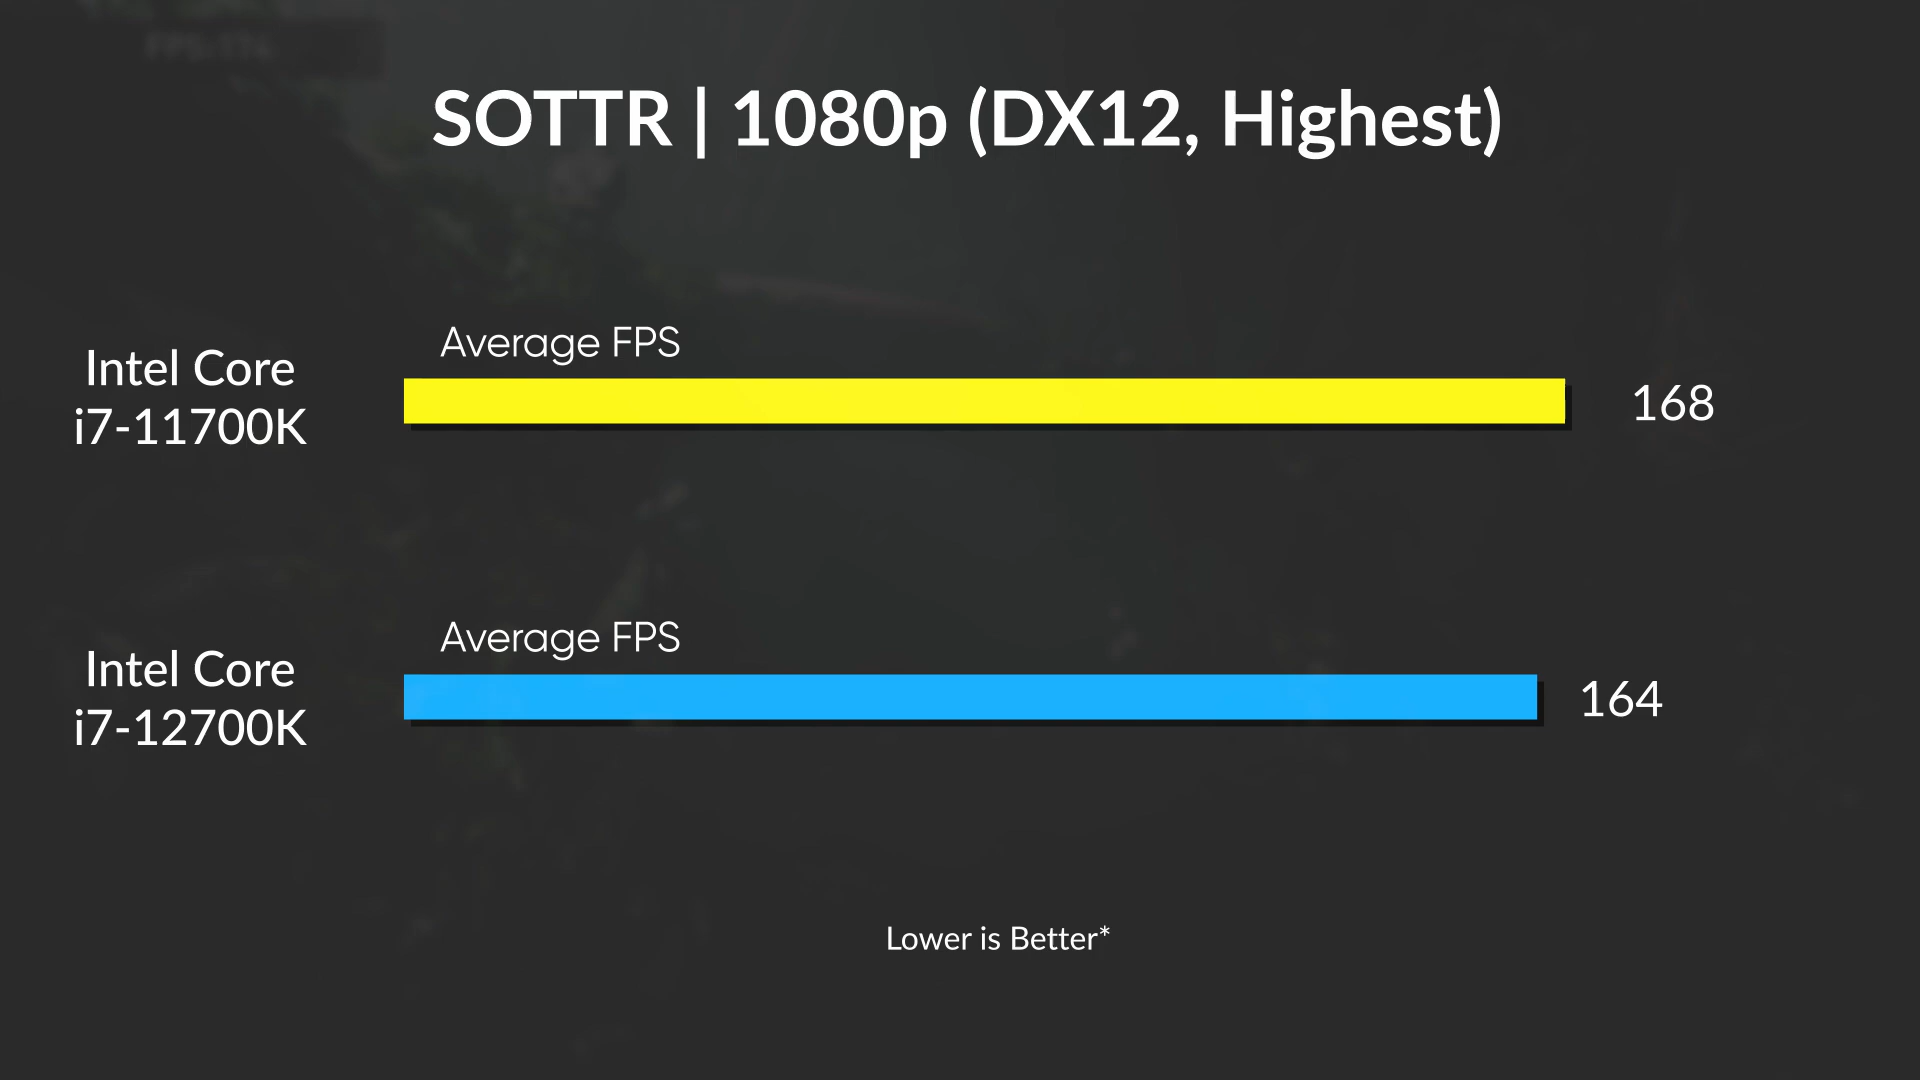 SOTTR | 1080p (DX12, Highest)
Average FPS
Intel Core
i7-11700K
168
Average FPS
Intel Core
i7-12700K
164
Lower is Better*